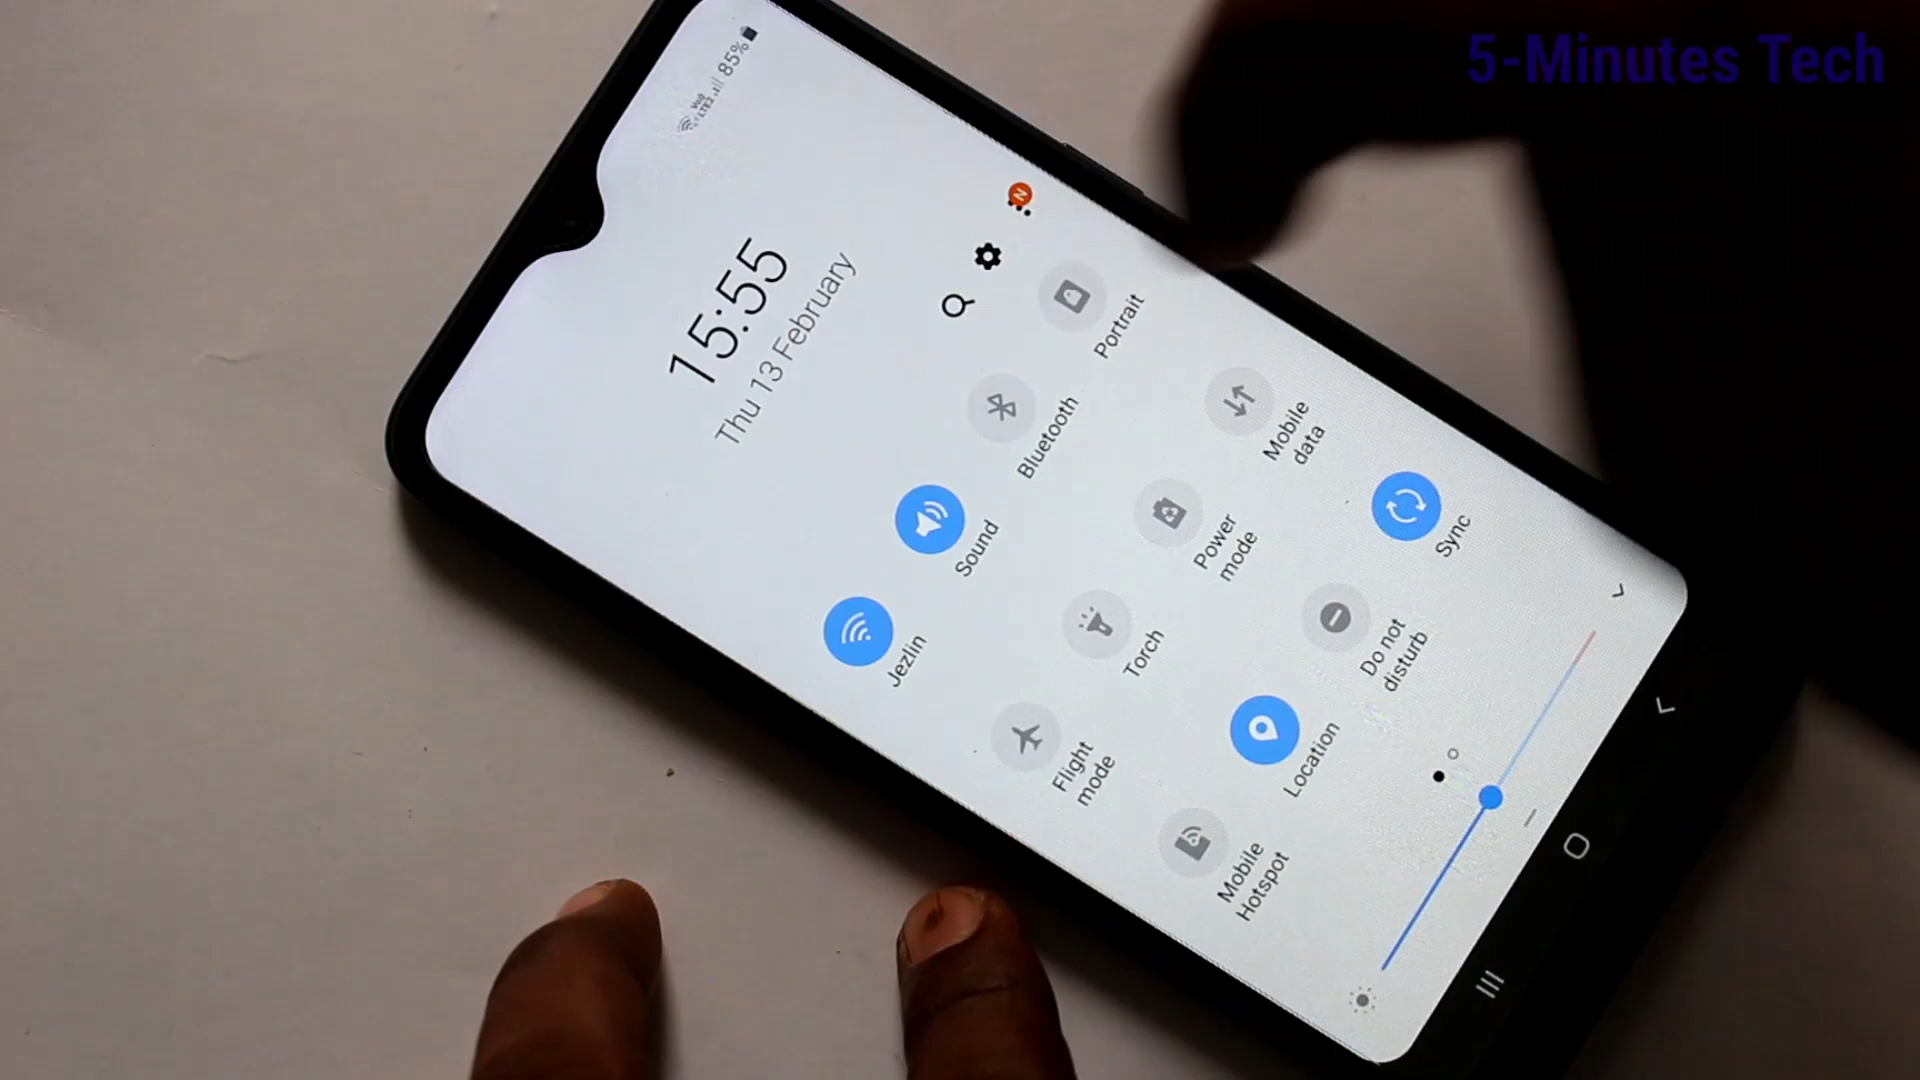 5-Minutes Tech
85%
15:55
Thu 13 February
N
Jezlin
Sound
Bluetooth
Portrait
Flight
mode
Torch
Power
mode
Mobile
data
Mobile
Hotspot
Location
Do not
disturb
Sync